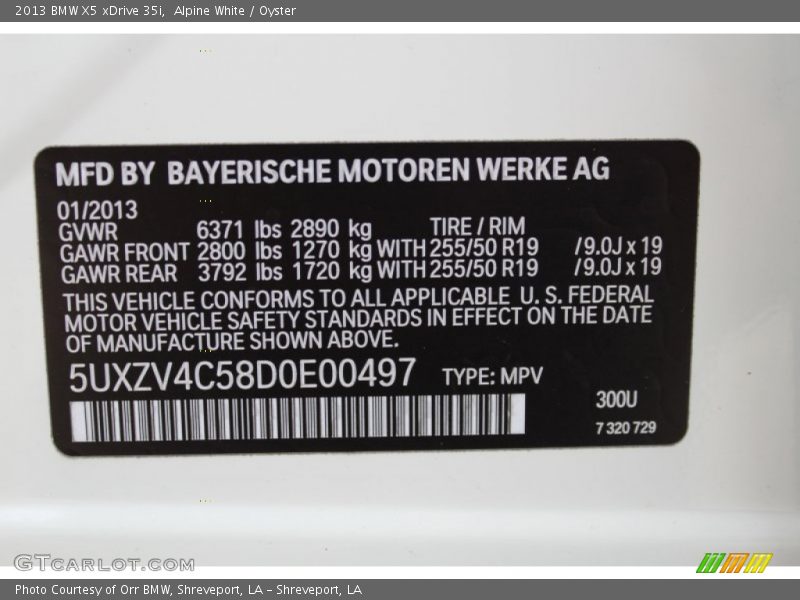 2013 BMW X5 xDrive 35i, Alpine White / Oyster
MFD BY BAYERISCHE MOTOREN WERKE AG
01/2013
GVWR 6371 lbs 2890 kg TIRE / RIM
GAWR FRONT 2800 lbs 1270 kg WITH 255/50 R19 /9.0J x 19
GAWR REAR 3792 lbs 1720 kg WITH 255/50 R19 /9.0J x 19
THIS VEHICLE CONFORMS TO ALL APPLICABLE U. S. FEDERAL
MOTOR VEHICLE SAFETY STANDARDS IN EFFECT ON THE DATE
OF MANUFACTURE SHOWN ABOVE.
5UXZV4C58D0E00497 TYPE: MPV
300U
7 320 729
GTCarLot.com
Photo Courtesy of Orr BMW, Shreveport, LA – Shreveport, LA